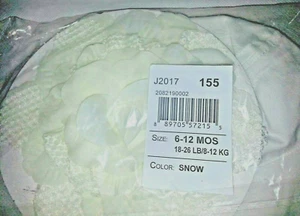 J2017 155
2082190002
8 89705 57215 5
SIZE: 6-12 MOS
18-26 LB/8-12 KG
COLOR: SNOW